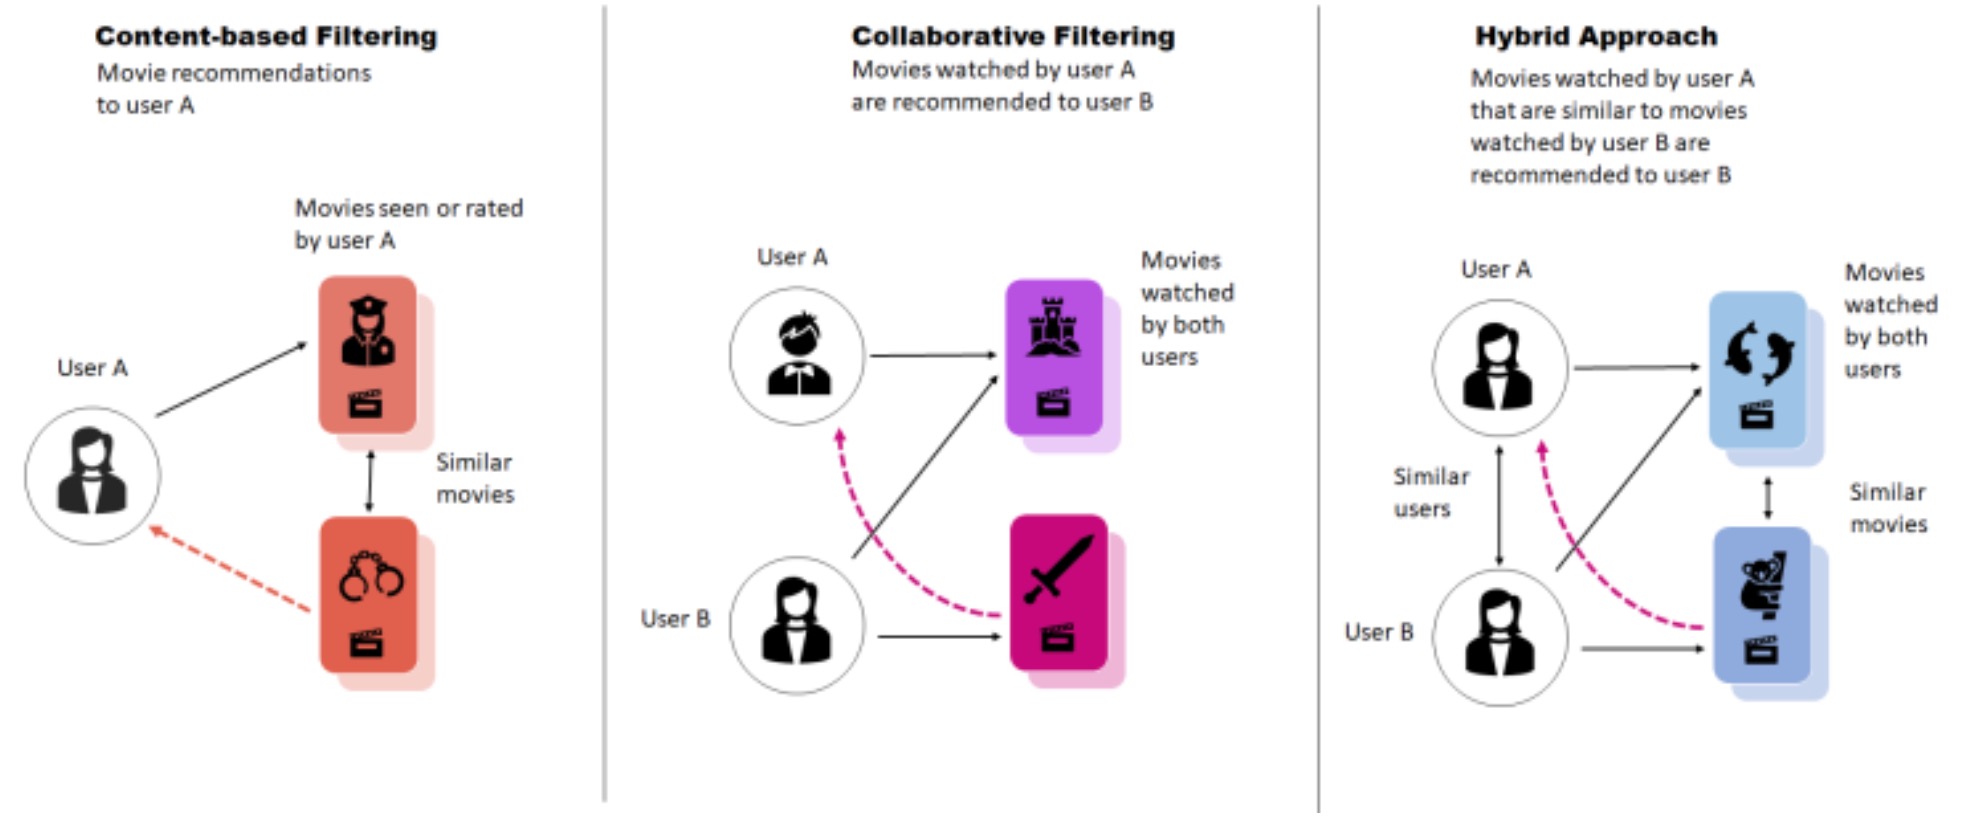 Content-based Filtering
Movie recommendations
to user A
Movies seen or rated
by user A
User A
Similar
movies
Collaborative Filtering
Movies watched by user A
are recommended to user B
User A
Movies
watched
by both
users
User B
Hybrid Approach
Movies watched by user A
that are similar to movies
watched by user B are
recommended to user B
User A
Movies
watched
by both
users
Similar
users
Similar
movies
User B